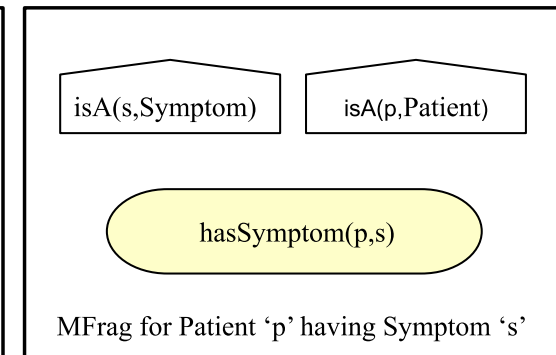 isA(s,Symptom) isA(p,Patient)
hasSymptom(p,s)
MFrag for Patient ‘p’ having Symptom ‘s’